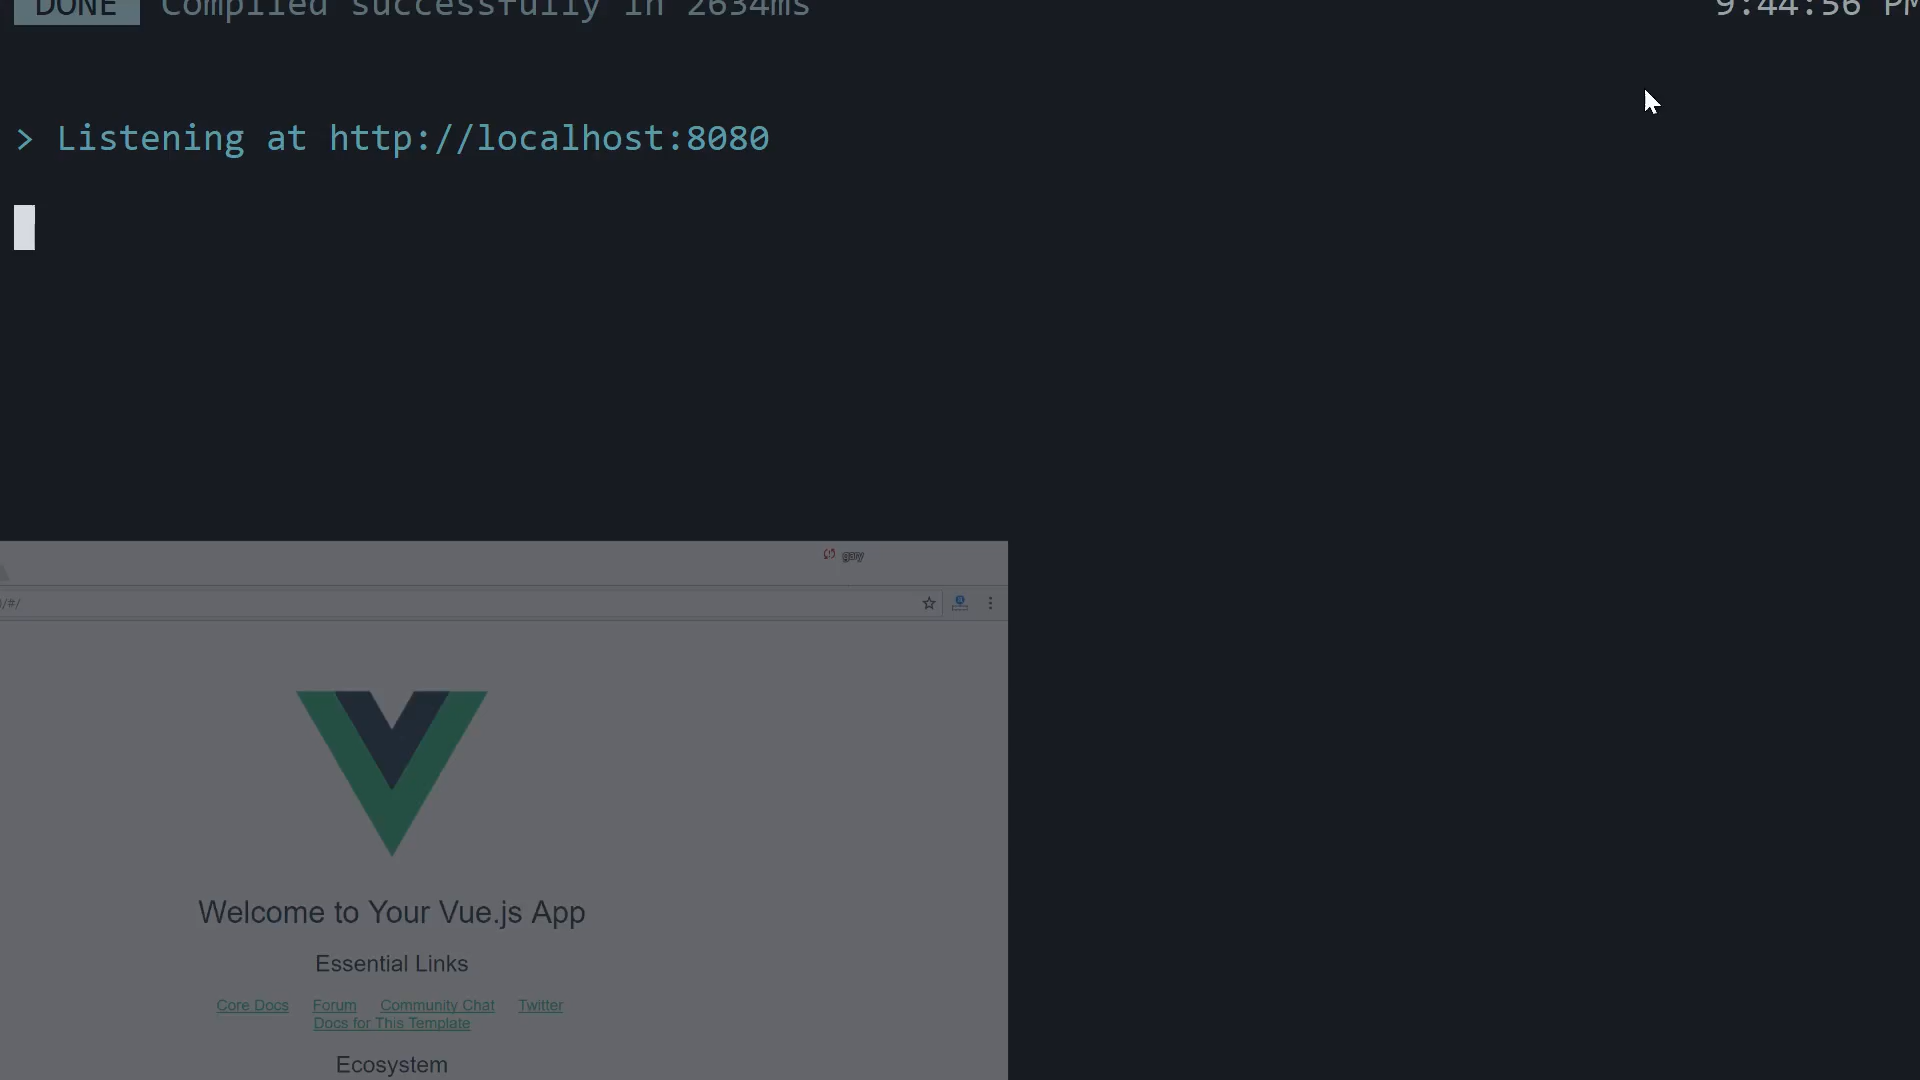 DONE Compiled successfully in 2634ms 9:44:56 PM
> Listening at http://localhost:8080
gary
/#/
Welcome to Your Vue.js App
Essential Links
Core Docs Forum Community Chat Twitter
Docs for This Template
Ecosystem